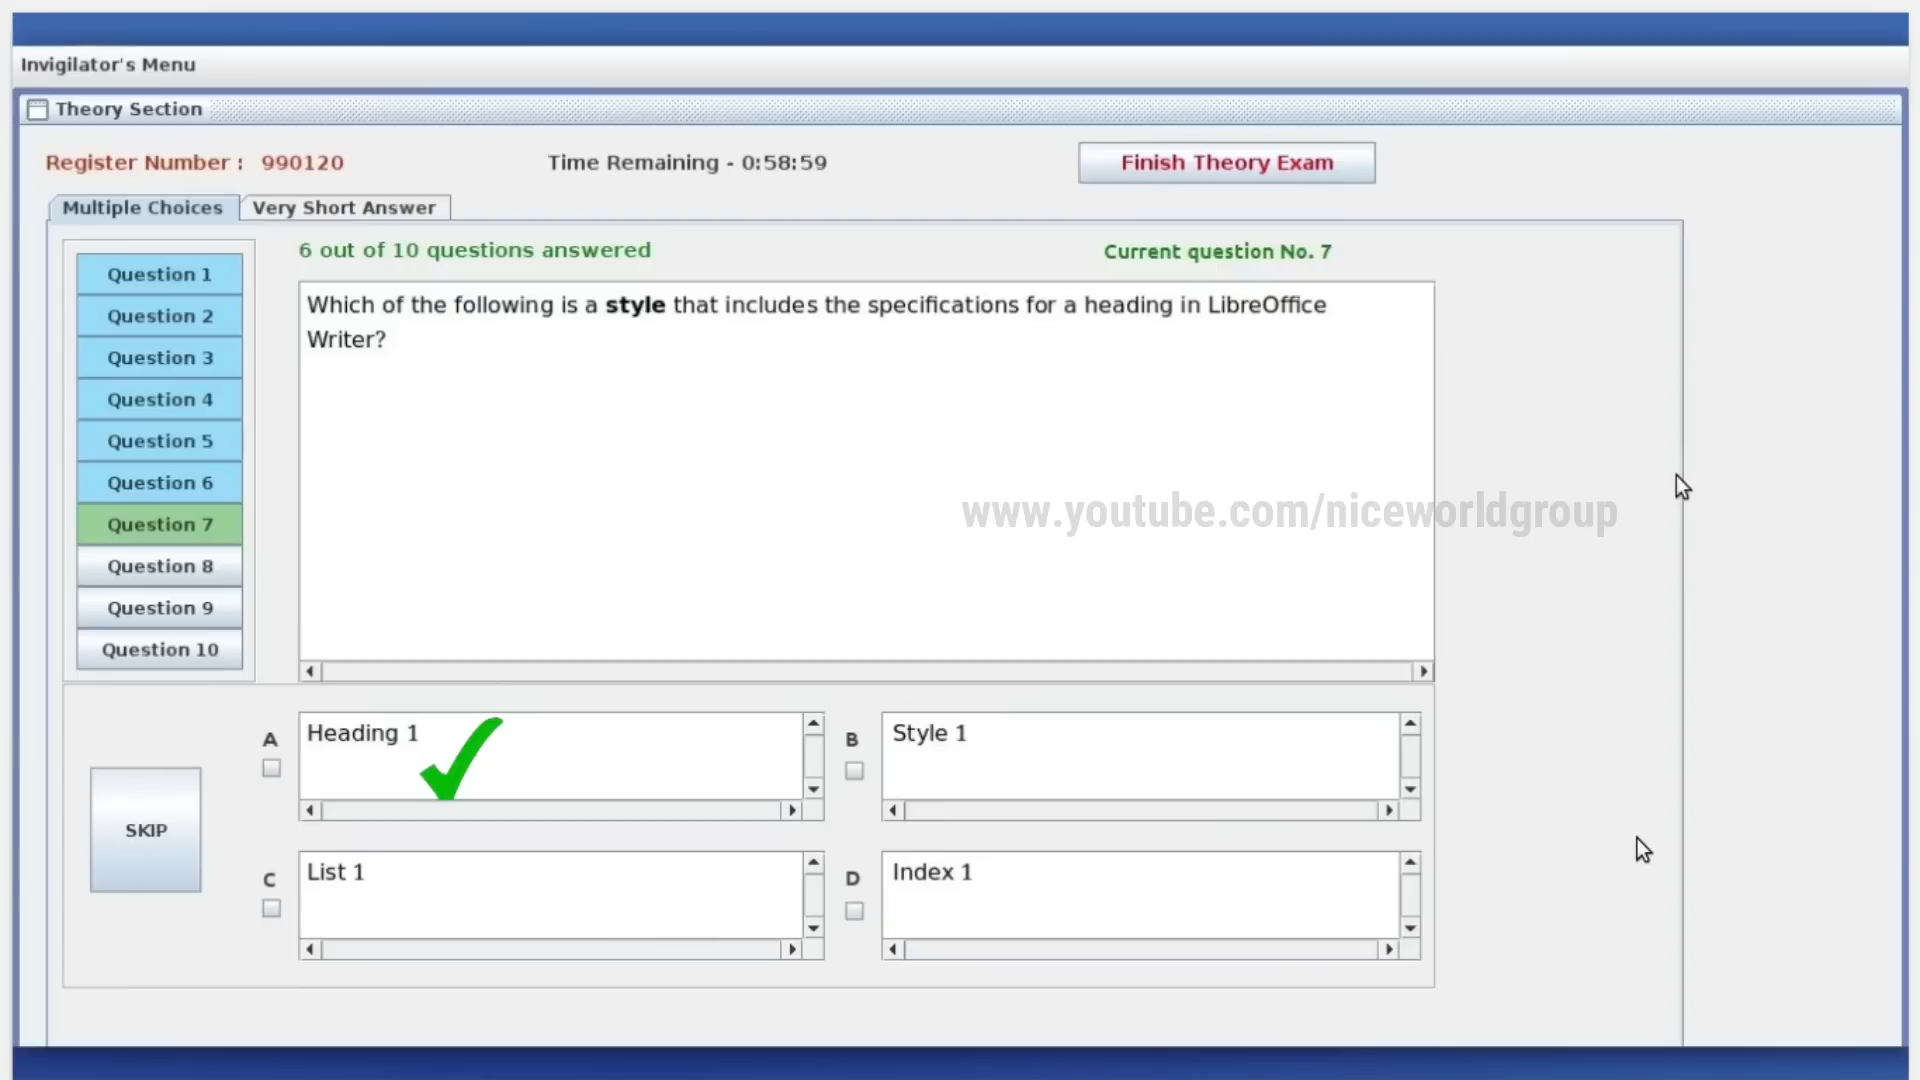 Invigilator's Menu
Theory Section
Register Number : 990120
Time Remaining - 0:58:59
Finish Theory Exam
Multiple Choices
Very Short Answer
6 out of 10 questions answered
Current question No. 7
Question 1
Question 2
Question 3
Question 4
Question 5
Question 6
Question 7
Question 8
Question 9
Question 10
Which of the following is a style that includes the specifications for a heading in LibreOffice
Writer?
www.youtube.com/niceworldgroup
SKIP
A
Heading 1
B
Style 1
C
List 1
D
Index 1